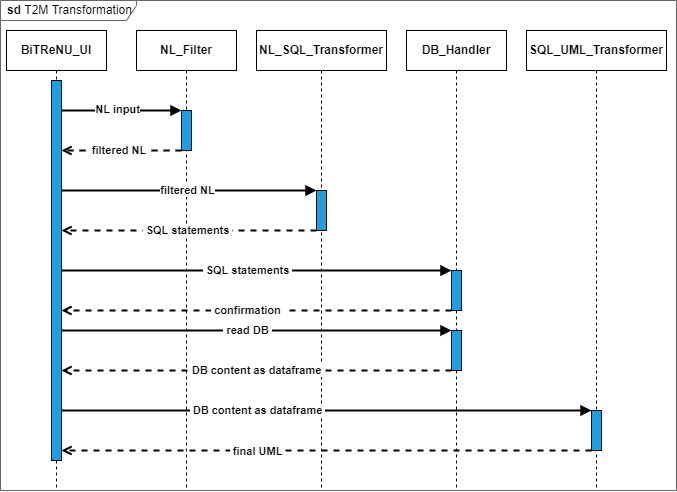 sd T2M Transformation
BiTReNU_UI
NL_Filter
NL_SQL_Transformer
DB_Handler
SQL_UML_Transformer
NL input
filtered NL
filtered NL
SQL statements
SQL statements
confirmation
read DB
DB content as dataframe
DB content as dataframe
final UML